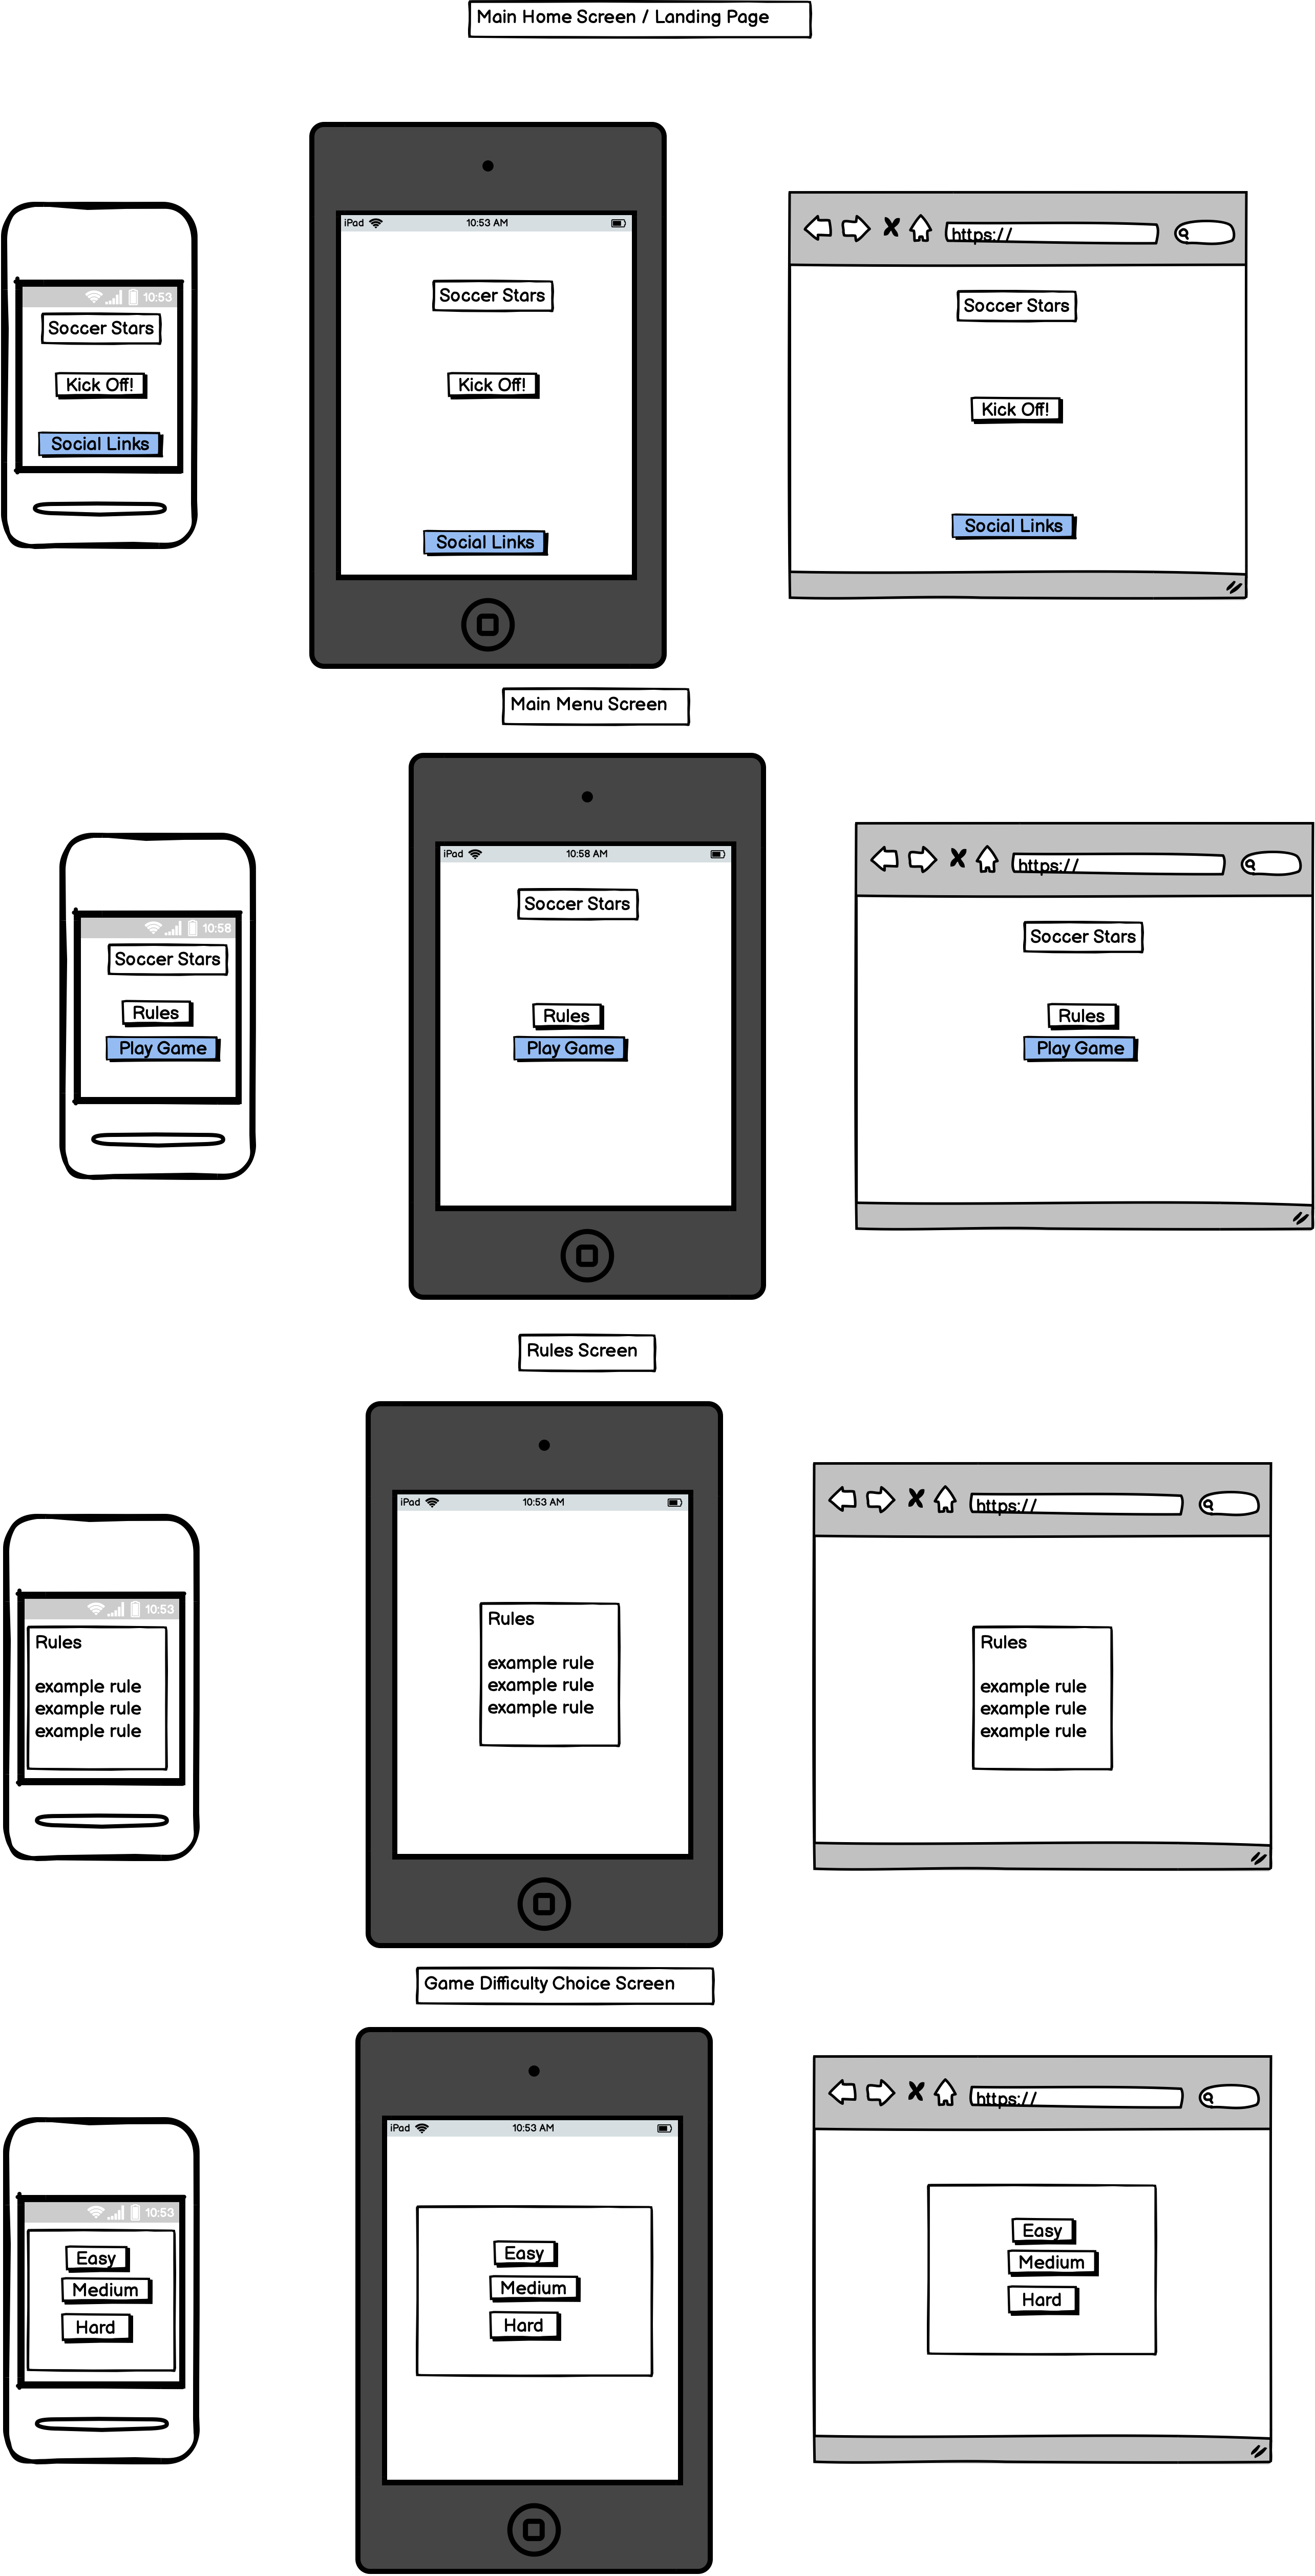 Main Home Screen / Landing Page
10:53
Soccer Stars
Kick Off!
Social Links
iPad 10:53 AM
Soccer Stars
Kick Off!
Social Links
https://
Soccer Stars
Kick Off!
Social Links
Main Menu Screen
10:58
Soccer Stars
Rules
Play Game
iPad 10:58 AM
Soccer Stars
Rules
Play Game
https://
Soccer Stars
Rules
Play Game
Rules Screen
10:53
Rules
example rule
example rule
example rule
iPad 10:53 AM
Rules
example rule
example rule
example rule
https://
Rules
example rule
example rule
example rule
Game Difficulty Choice Screen
10:53
Easy
Medium
Hard
iPad 10:53 AM
Easy
Medium
Hard
https://
Easy
Medium
Hard